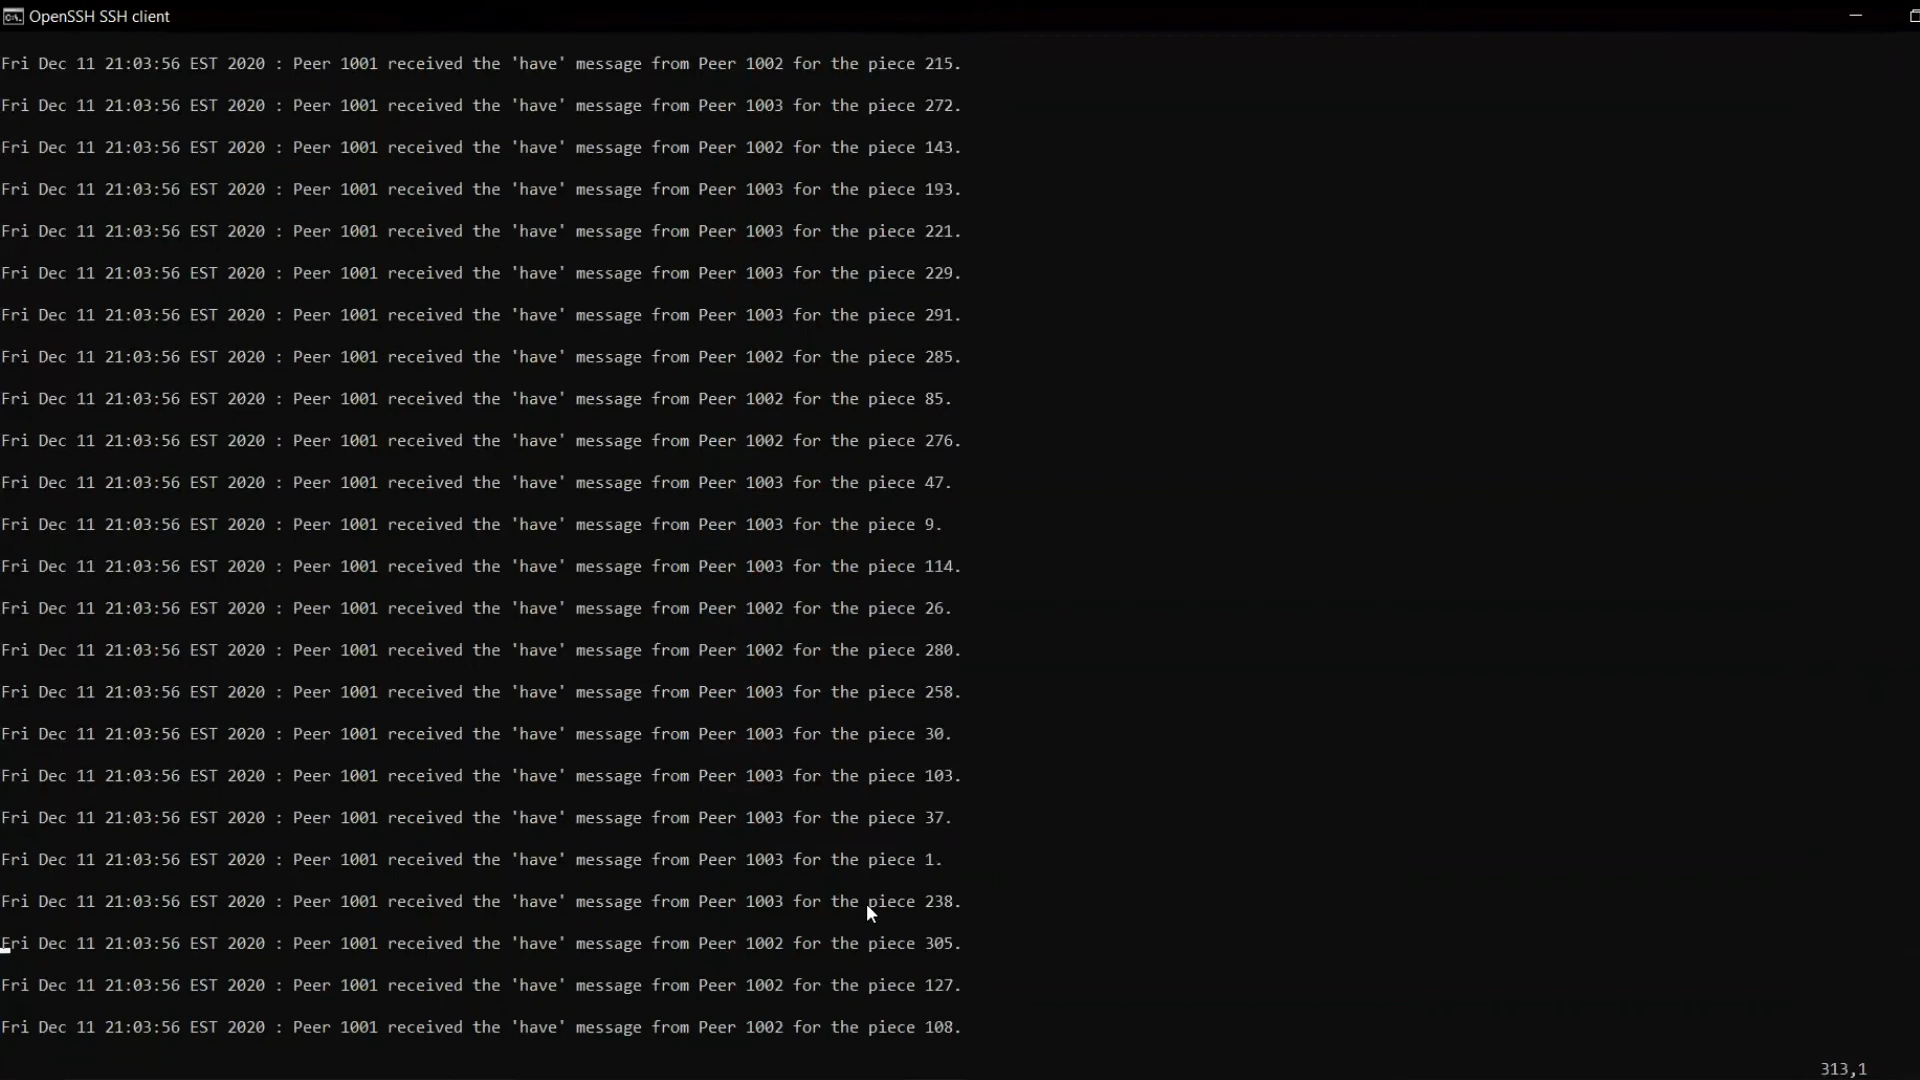 OpenSSH SSH client
Fri Dec 11 21:03:56 EST 2020 : Peer 1001 received the 'have' message from Peer 1002 for the piece 215.
Fri Dec 11 21:03:56 EST 2020 : Peer 1001 received the 'have' message from Peer 1003 for the piece 272.
Fri Dec 11 21:03:56 EST 2020 : Peer 1001 received the 'have' message from Peer 1002 for the piece 143.
Fri Dec 11 21:03:56 EST 2020 : Peer 1001 received the 'have' message from Peer 1003 for the piece 193.
Fri Dec 11 21:03:56 EST 2020 : Peer 1001 received the 'have' message from Peer 1003 for the piece 221.
Fri Dec 11 21:03:56 EST 2020 : Peer 1001 received the 'have' message from Peer 1003 for the piece 229.
Fri Dec 11 21:03:56 EST 2020 : Peer 1001 received the 'have' message from Peer 1003 for the piece 291.
Fri Dec 11 21:03:56 EST 2020 : Peer 1001 received the 'have' message from Peer 1002 for the piece 285.
Fri Dec 11 21:03:56 EST 2020 : Peer 1001 received the 'have' message from Peer 1002 for the piece 85.
Fri Dec 11 21:03:56 EST 2020 : Peer 1001 received the 'have' message from Peer 1002 for the piece 276.
Fri Dec 11 21:03:56 EST 2020 : Peer 1001 received the 'have' message from Peer 1003 for the piece 47.
Fri Dec 11 21:03:56 EST 2020 : Peer 1001 received the 'have' message from Peer 1003 for the piece 9.
Fri Dec 11 21:03:56 EST 2020 : Peer 1001 received the 'have' message from Peer 1003 for the piece 114.
Fri Dec 11 21:03:56 EST 2020 : Peer 1001 received the 'have' message from Peer 1002 for the piece 26.
Fri Dec 11 21:03:56 EST 2020 : Peer 1001 received the 'have' message from Peer 1002 for the piece 280.
Fri Dec 11 21:03:56 EST 2020 : Peer 1001 received the 'have' message from Peer 1003 for the piece 258.
Fri Dec 11 21:03:56 EST 2020 : Peer 1001 received the 'have' message from Peer 1003 for the piece 30.
Fri Dec 11 21:03:56 EST 2020 : Peer 1001 received the 'have' message from Peer 1003 for the piece 103.
Fri Dec 11 21:03:56 EST 2020 : Peer 1001 received the 'have' message from Peer 1003 for the piece 37.
Fri Dec 11 21:03:56 EST 2020 : Peer 1001 received the 'have' message from Peer 1003 for the piece 1.
Fri Dec 11 21:03:56 EST 2020 : Peer 1001 received the 'have' message from Peer 1003 for the piece 238.
Fri Dec 11 21:03:56 EST 2020 : Peer 1001 received the 'have' message from Peer 1002 for the piece 305.
Fri Dec 11 21:03:56 EST 2020 : Peer 1001 received the 'have' message from Peer 1002 for the piece 127.
Fri Dec 11 21:03:56 EST 2020 : Peer 1001 received the 'have' message from Peer 1002 for the piece 108.
313,1